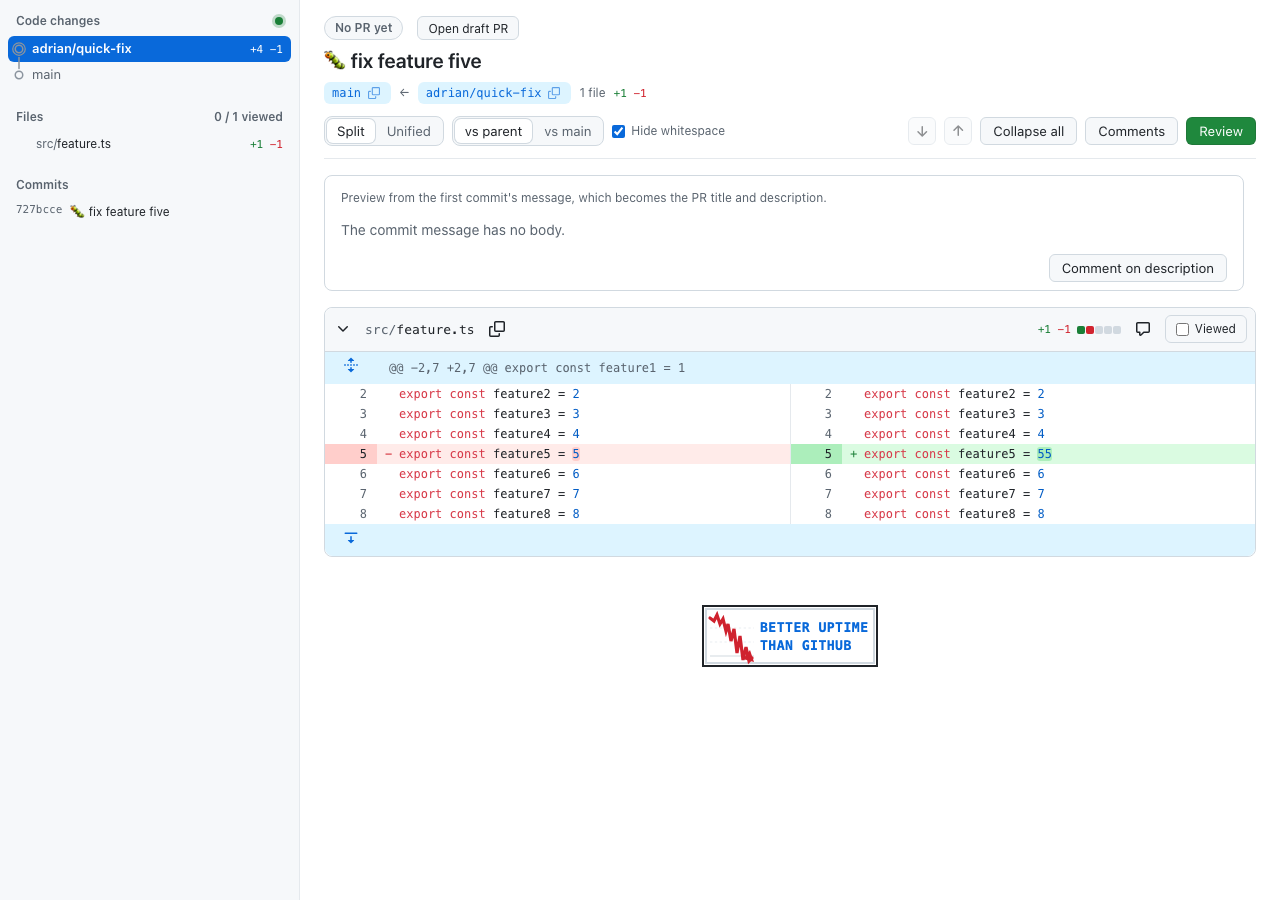 Code changes
adrian/quick-fix +4 −1
main
Files 0 / 1 viewed
src/feature.ts +1 −1
Commits
727bcce 🐛 fix feature five
No PR yet Open draft PR
🐛 fix feature five
main ← adrian/quick-fix 1 file +1 −1
Split Unified vs parent vs main Hide whitespace ↓ ↑ Collapse all Comments Review
Preview from the first commit's message, which becomes the PR title and description.
The commit message has no body.
Comment on description
src/feature.ts +1 −1 Viewed
@@ −2,7 +2,7 @@ export const feature1 = 1
2 export const feature2 = 2 2 export const feature2 = 2
3 export const feature3 = 3 3 export const feature3 = 3
4 export const feature4 = 4 4 export const feature4 = 4
5 − export const feature5 = 5 5 + export const feature5 = 55
6 export const feature6 = 6 6 export const feature6 = 6
7 export const feature7 = 7 7 export const feature7 = 7
8 export const feature8 = 8 8 export const feature8 = 8
BETTER UPTIME
THAN GITHUB